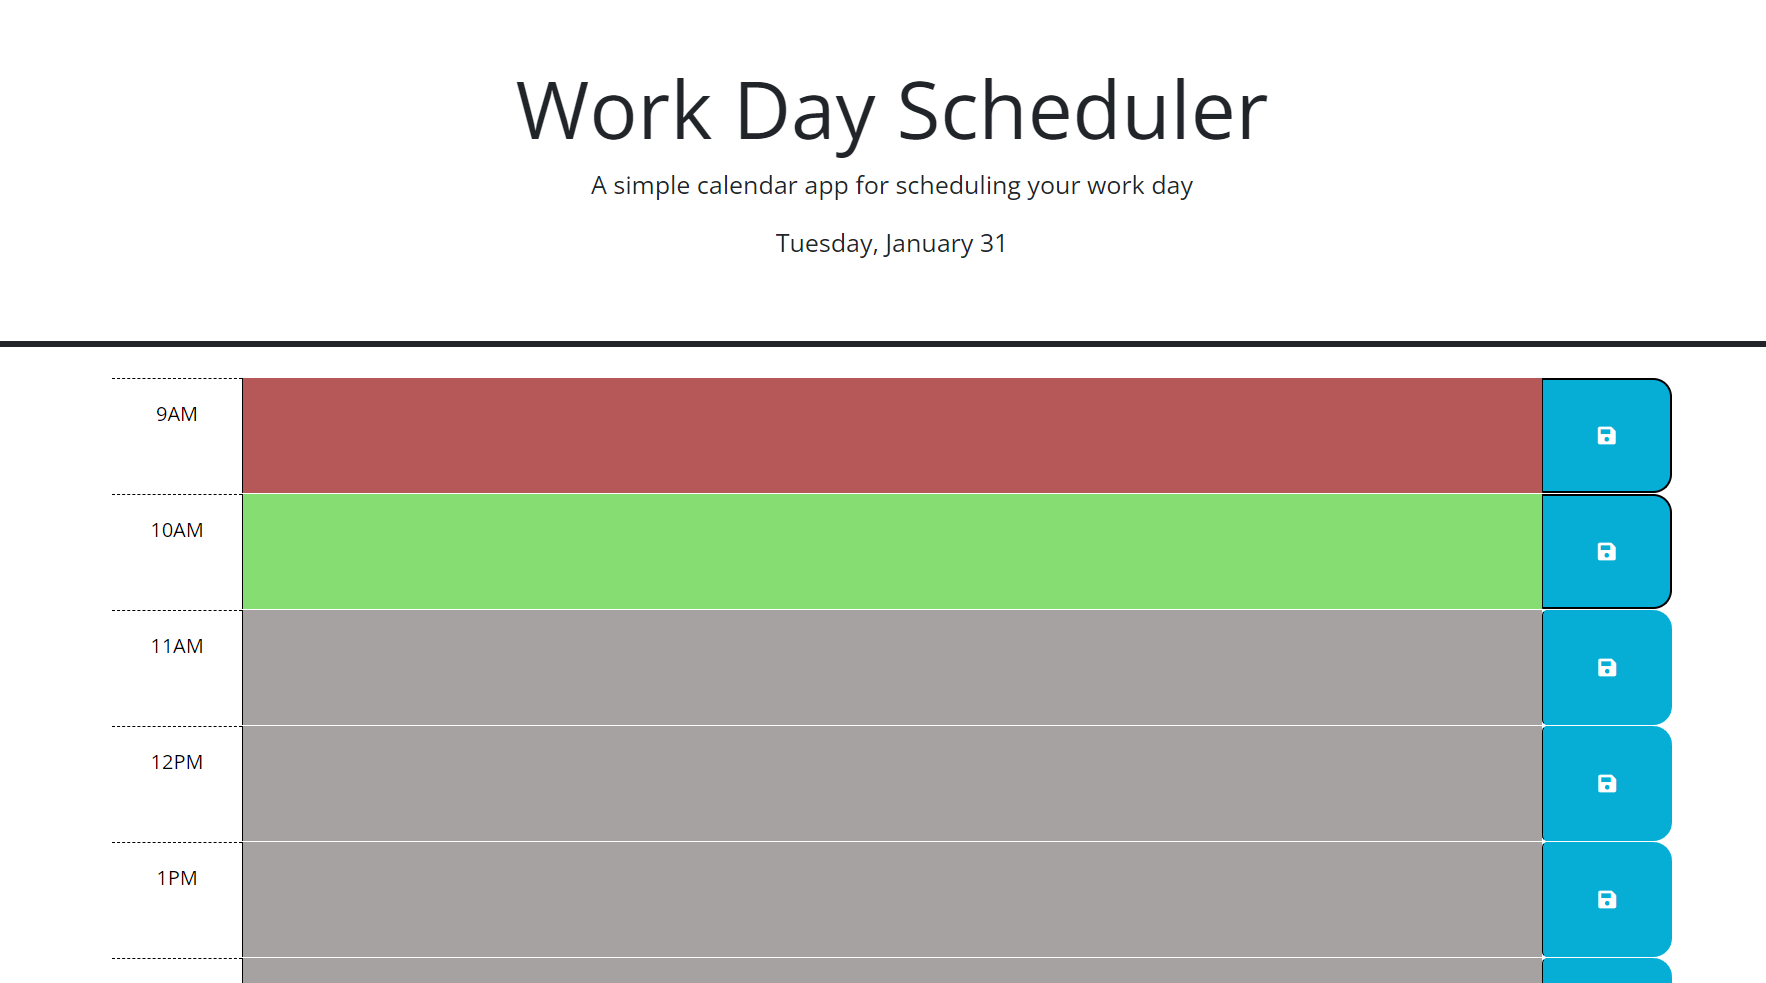 Work Day Scheduler
A simple calendar app for scheduling your work day
Tuesday, January 31
9AM
10AM
11AM
12PM
1PM